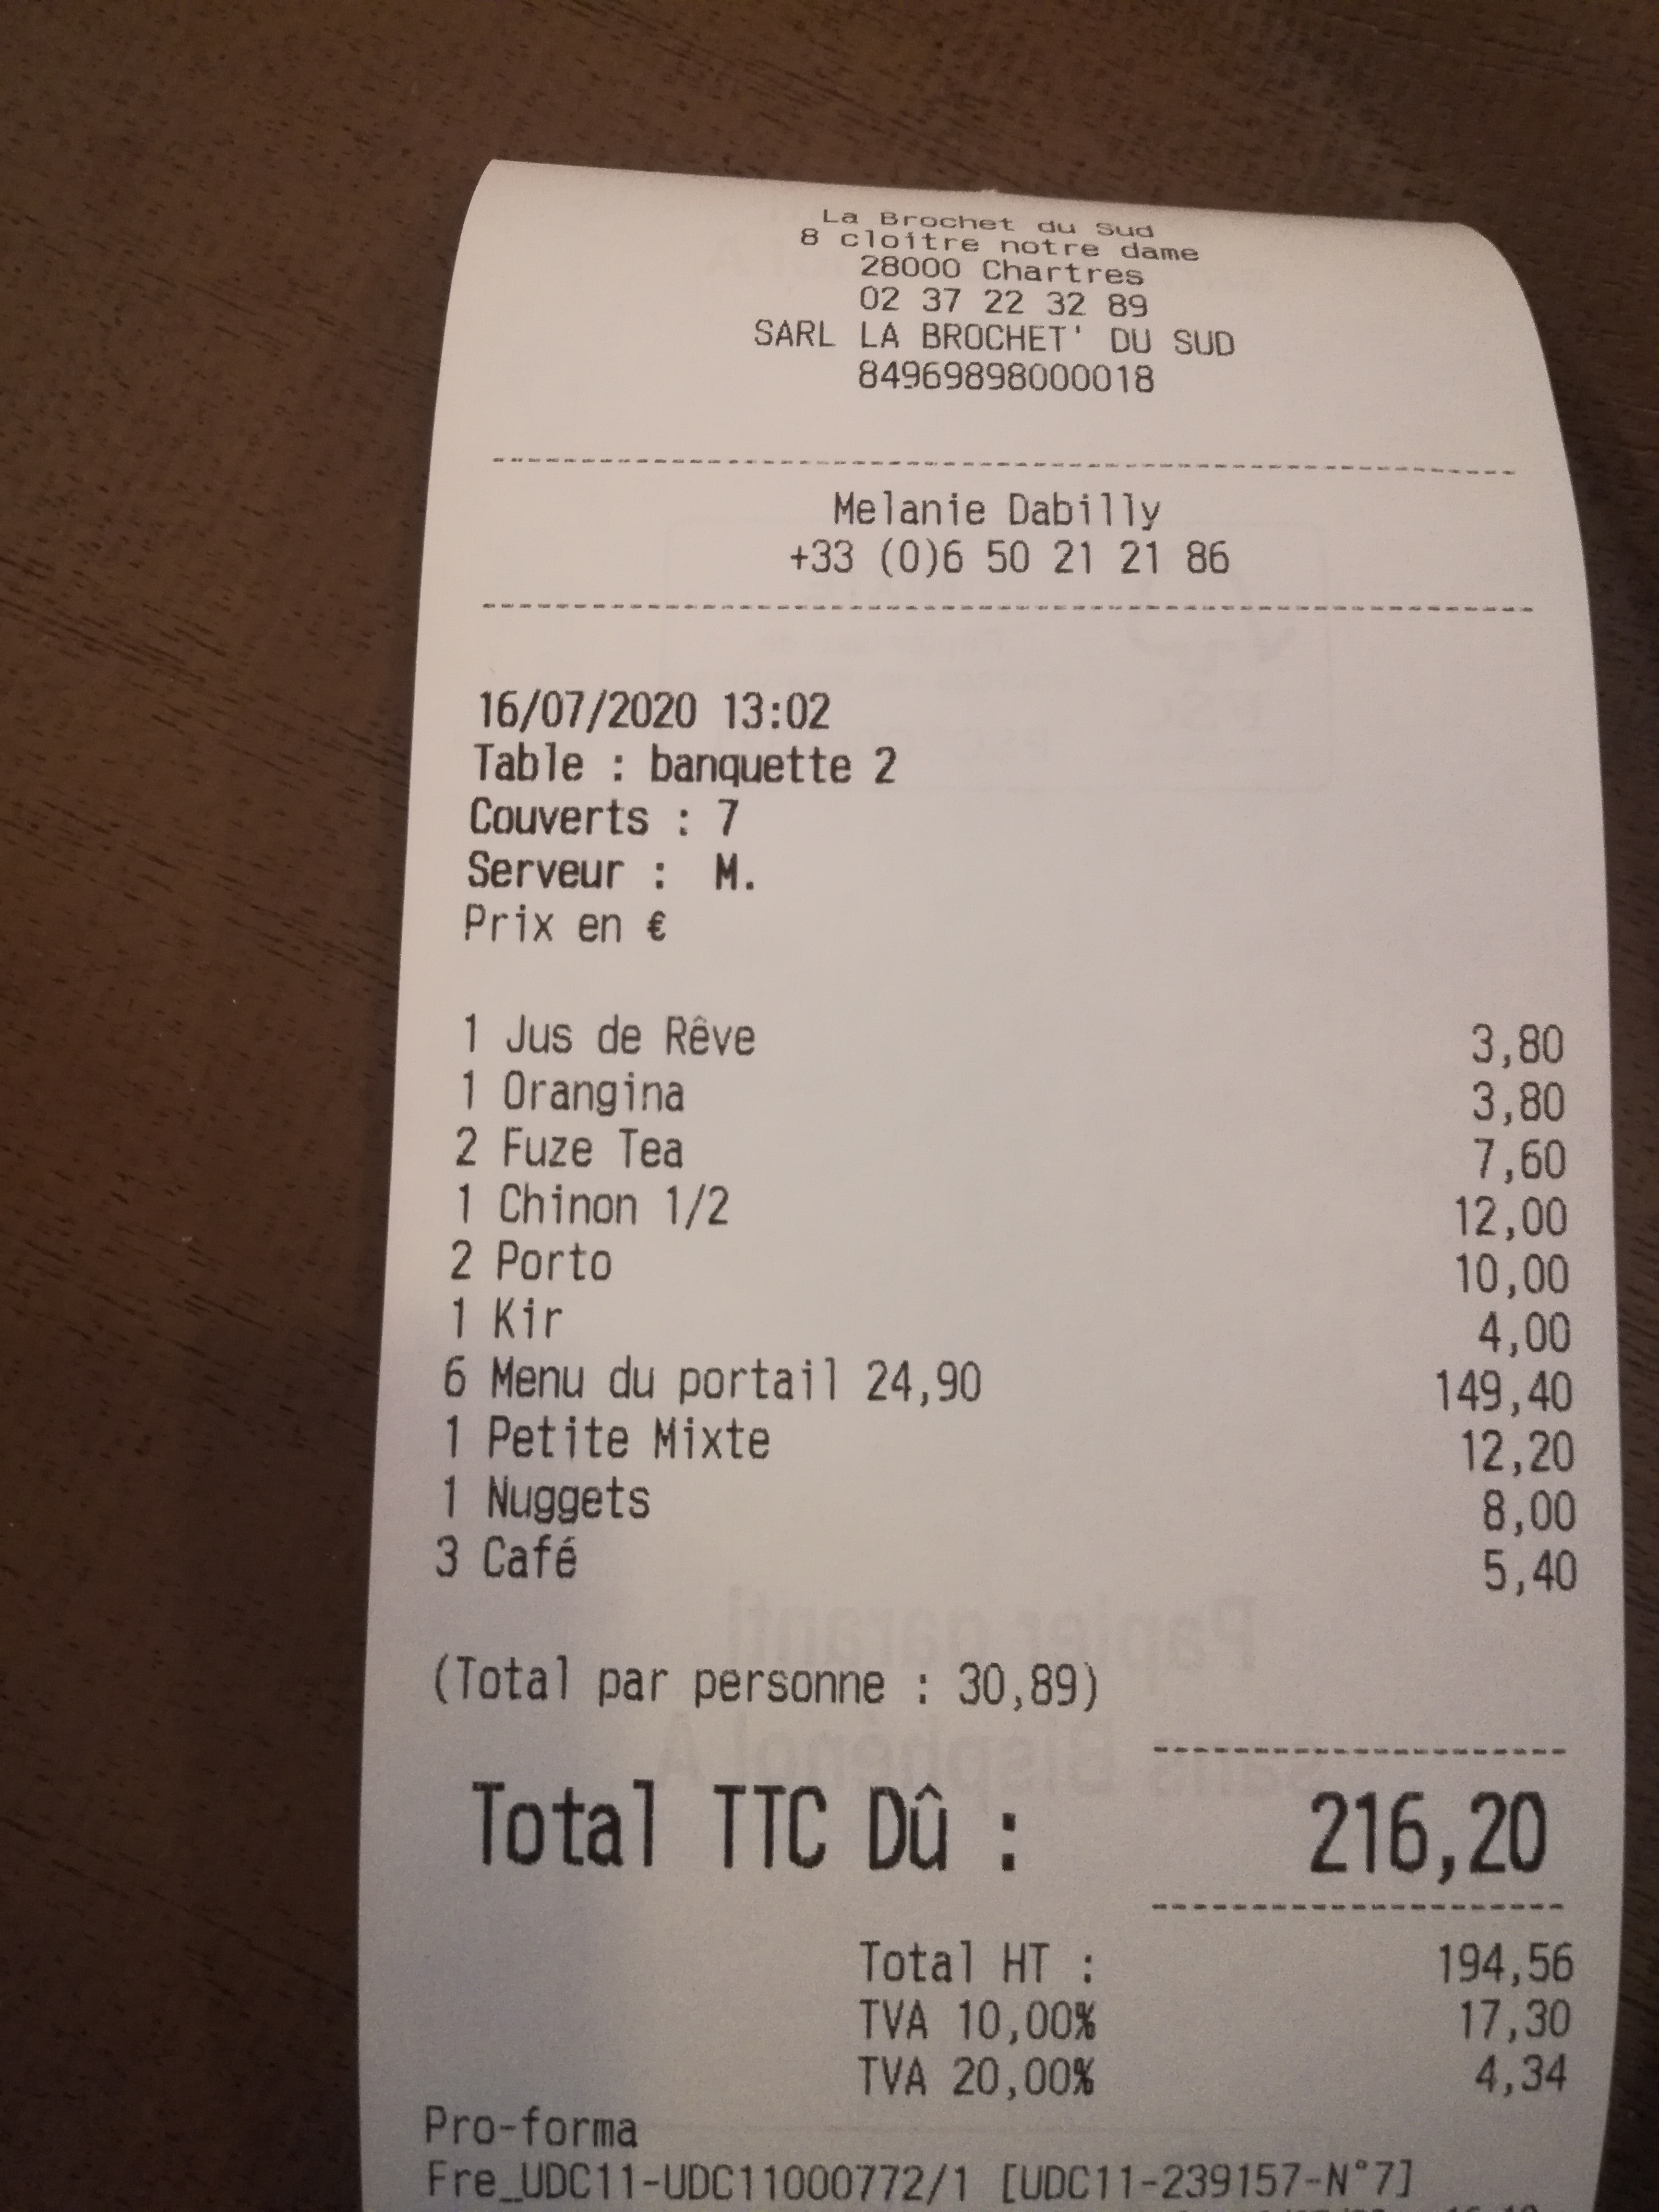 La Brochet du Sud
8 cloître notre dame
28000 Chartres
02 37 22 32 89
SARL LA BROCHET' DU SUD
84969898000018
Melanie Dabilly
+33 (0)6 50 21 21 86
16/07/2020 13:02
Table : banquette 2
Couverts : 7
Serveur : M.
Prix en €
1 Jus de Rêve 3,80
1 Orangina 3,80
2 Fuze Tea 7,60
1 Chinon 1/2 12,00
2 Porto 10,00
1 Kir 4,00
6 Menu du portail 24,90 149,40
1 Petite Mixte 12,20
1 Nuggets 8,00
3 Café 5,40
Papier garanti
(Total par personne : 30,89)
sans Bisphénol A
Total TTC Dû : 216,20
Total HT : 194,56
TVA 10,00% 17,30
TVA 20,00% 4,34
Pro-forma
Fre_UDC11-UDC11000772/1 [UDC11-239157-N°7]